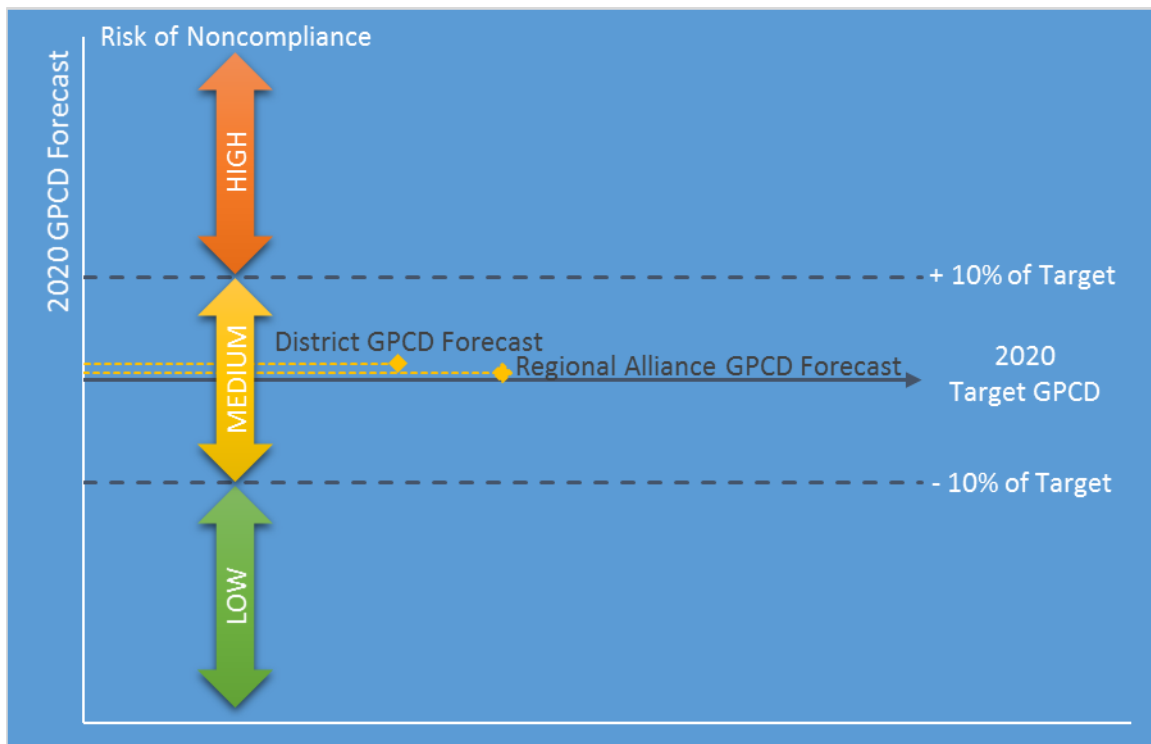 Risk of Noncompliance
2020 GPCD Forecast
HIGH
+ 10% of Target
MEDIUM
District GPCD Forecast
Regional Alliance GPCD Forecast
2020
Target GPCD
- 10% of Target
LOW